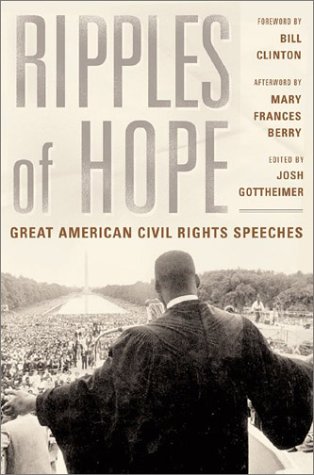 RIPPLES
of HOPE
FOREWORD BY
BILL
CLINTON
AFTERWORD BY
MARY
FRANCES
BERRY
EDITED BY
JOSH
GOTTHEIMER
GREAT AMERICAN CIVIL RIGHTS SPEECHES